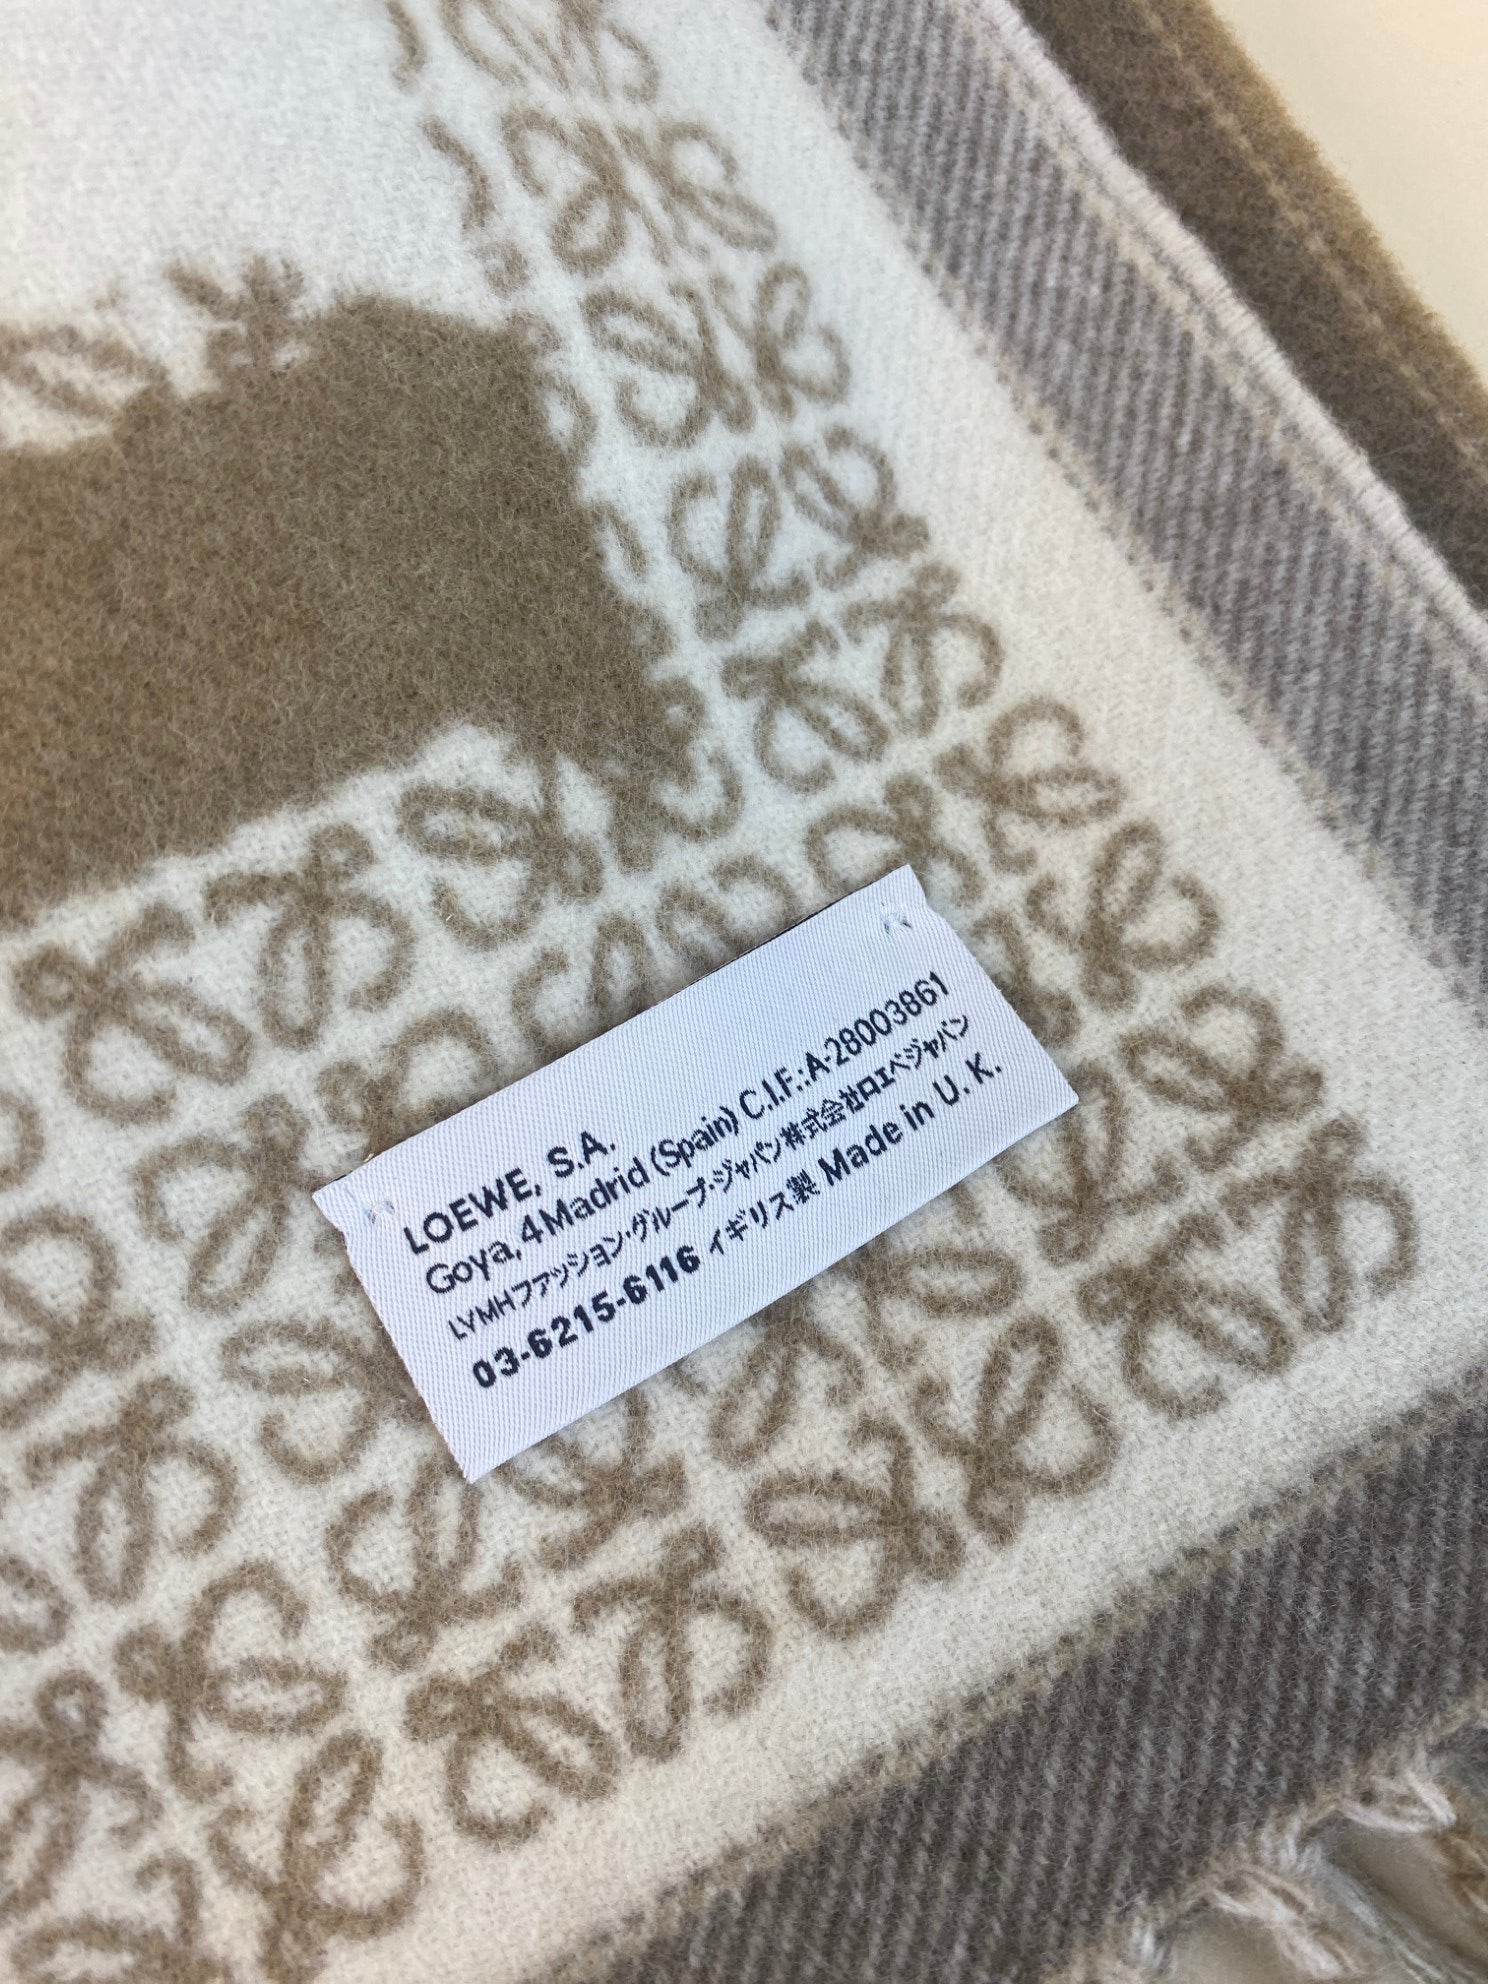 LOEWE, S.A.
Goya, 4 Madrid (Spain) C.I.F.:A-28003861
LVMHファッション･グループ･ジャパン株式会社ロエベジャパン
03-6215-6116 イギリス製 Made in U. K.